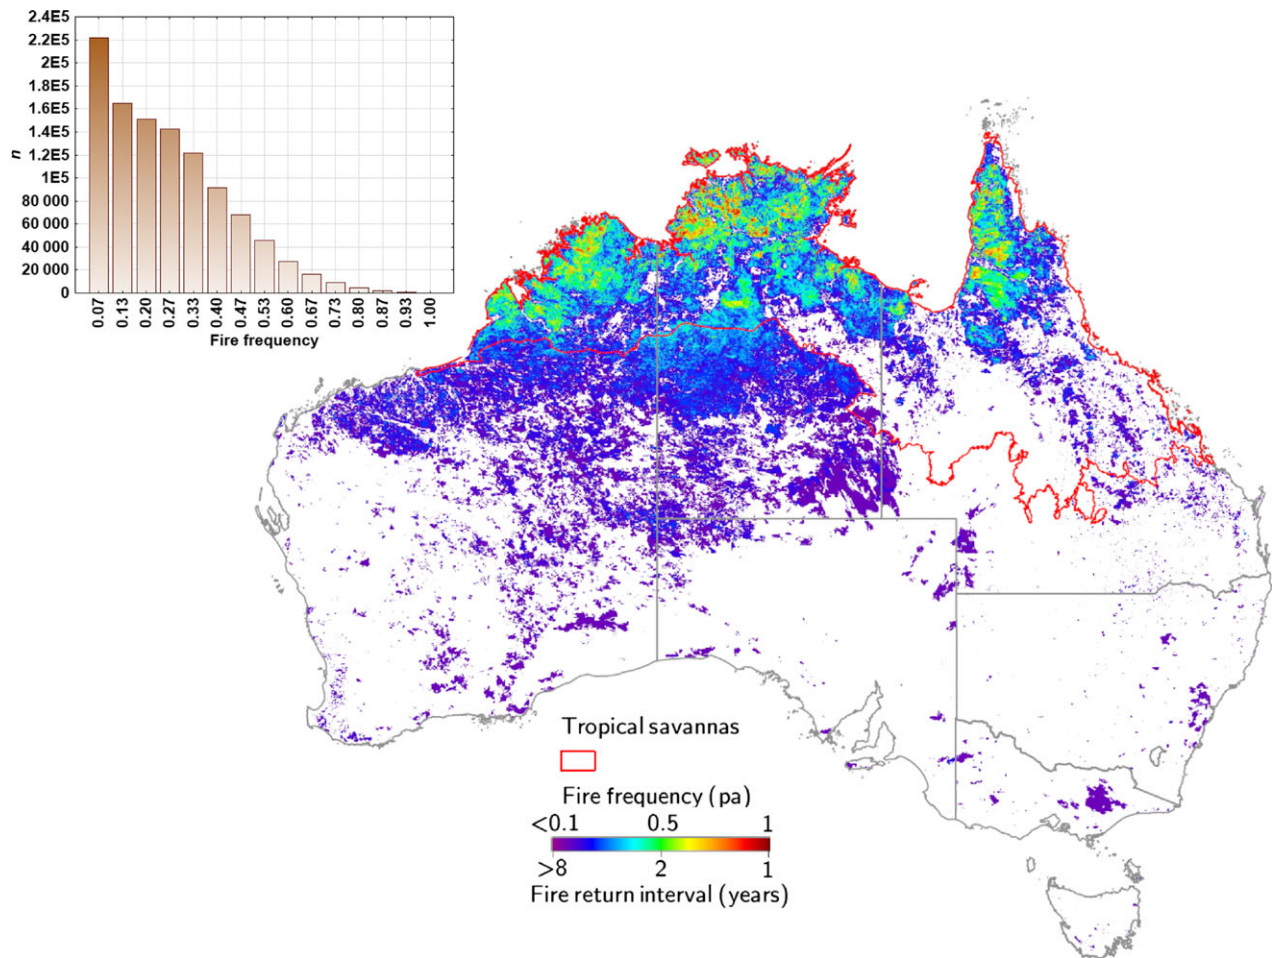 2.4E5
2.2E5
2E5
1.8E5
1.6E5
1.4E5
1.2E5
1E5
80 000
60 000
40 000
20 000
0
n
0.07 0.13 0.20 0.27 0.33 0.40 0.47 0.53 0.60 0.67 0.73 0.80 0.87 0.93 1.00
Fire frequency
Tropical savannas
Fire frequency (pa)
<0.1 0.5 1
>8 2 1
Fire return interval (years)